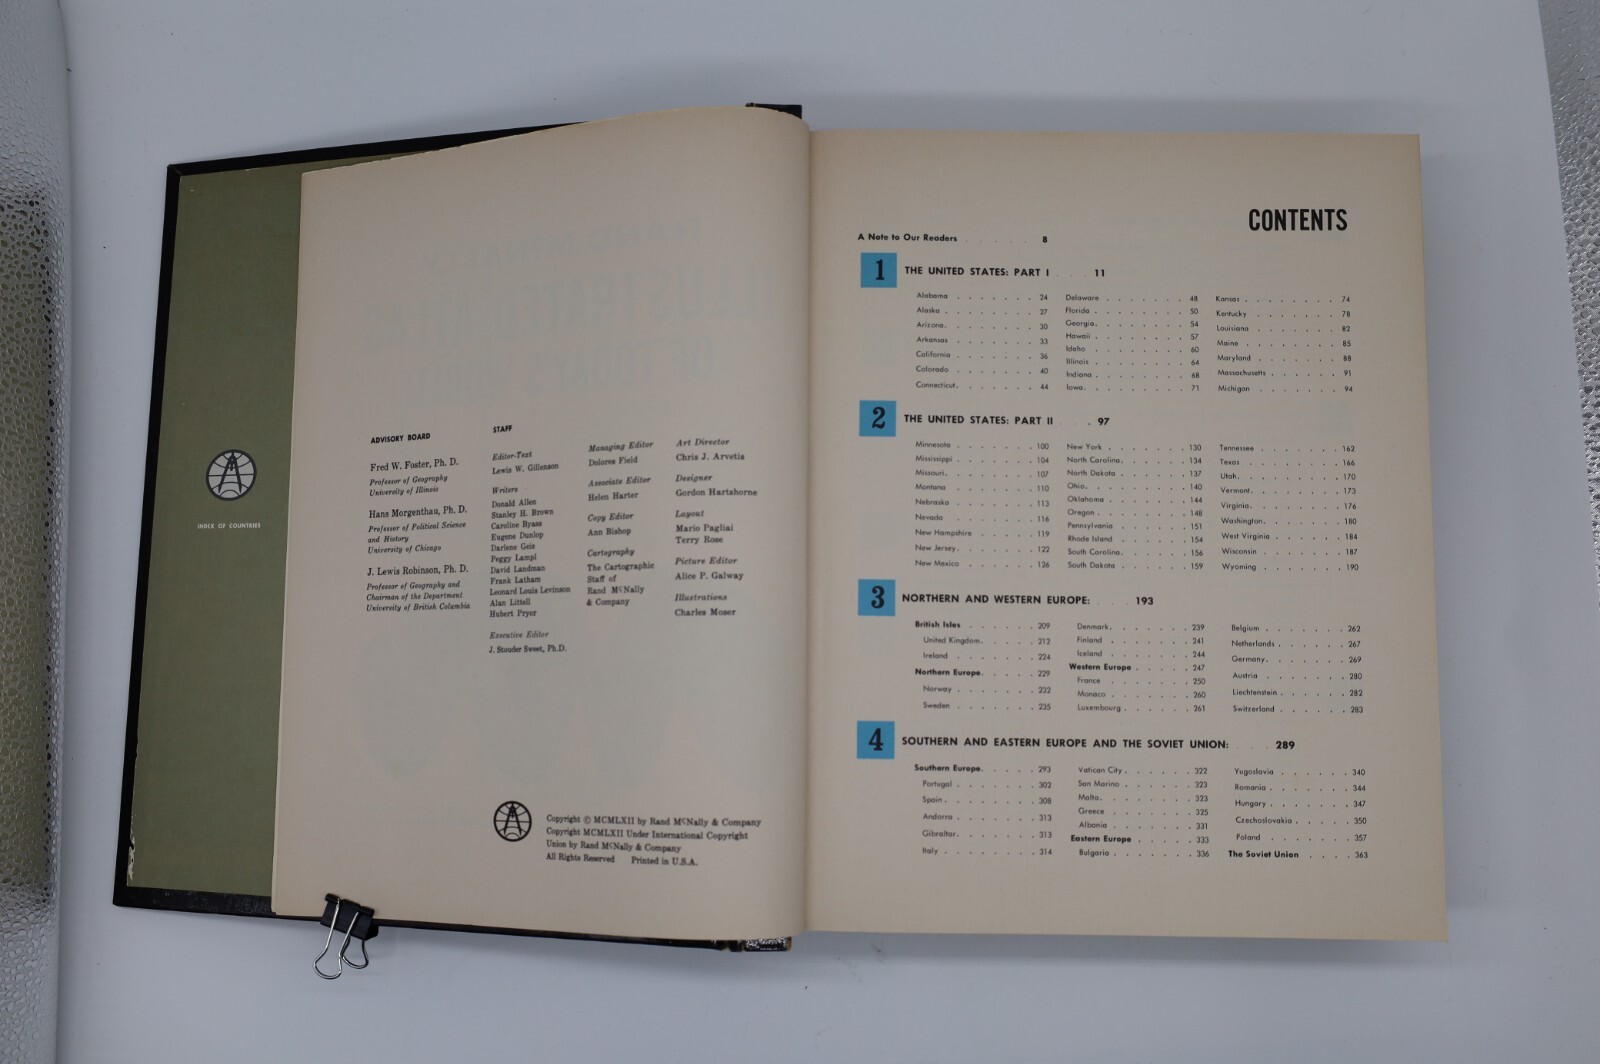 INDEX OF COUNTRIES
ADVISORY BOARD
Fred W. Foster, Ph. D.
Professor of Geography
University of Illinois
Hans Morgenthau, Ph. D.
Professor of Political Science
and History
University of Chicago
J. Lewis Robinson, Ph. D.
Professor of Geography and
Chairman of the Department
University of British Columbia
STAFF
Editor-Text
Lewis W. Gillenson
Writers
Donald Allen
Stanley H. Brown
Caroline Byass
Eugene Dunlop
Darlene Geis
Peggy Lampl
David Landman
Frank Latham
Leonard Louis Levinson
Alan Littell
Hubert Pryor
Executive Editor
J. Stouder Sweet, Ph.D.
Managing Editor
Dolores Field
Associate Editor
Helen Harter
Copy Editor
Ann Bishop
Cartography
The Cartographic
Staff of
Rand McNally
& Company
Art Director
Chris J. Arvetis
Designer
Gordon Hartshorne
Layout
Mario Pagliai
Terry Rose
Picture Editor
Alice P. Galway
Illustrations
Charles Moser
Copyright © MCMLXII by Rand McNally & Company
Copyright MCMLXII Under International Copyright
Union by Rand McNally & Company
All Rights Reserved Printed in U.S.A.
CONTENTS
A Note to Our Readers . . . . . 8
1 THE UNITED STATES: PART I . . . 11
Alabama . . . . . . . 24
Alaska . . . . . . . 27
Arizona. . . . . . . 30
Arkansas . . . . . . . 33
California . . . . . . . 36
Colorado . . . . . . . 40
Connecticut. . . . . . . 44
Delaware . . . . . . . 48
Florida . . . . . . . 50
Georgia. . . . . . . 54
Hawaii . . . . . . . 57
Idaho . . . . . . . 60
Illinois . . . . . . . 64
Indiana . . . . . . . 68
Iowa. . . . . . . 71
Kansas . . . . . . . 74
Kentucky . . . . . . . 78
Louisiana . . . . . . . 82
Maine . . . . . . . 85
Maryland . . . . . . . 88
Massachusetts . . . . . . 91
Michigan . . . . . . 94
2 THE UNITED STATES: PART II . . . 97
Minnesota . . . . . . . 100
Mississippi . . . . . . . 104
Missouri. . . . . . . 107
Montana . . . . . . . 110
Nebraska . . . . . . . 113
Nevada . . . . . . . 116
New Hampshire . . . . . 119
New Jersey. . . . . . . 122
New Mexico . . . . . . 126
New York . . . . . . 130
North Carolina. . . . . . 134
North Dakota . . . . . . 137
Ohio. . . . . . . 140
Oklahoma . . . . . . 144
Oregon . . . . . . . 148
Pennsylvania . . . . . . 151
Rhode Island . . . . . . 154
South Carolina. . . . . . 156
South Dakota . . . . . . 159
Tennessee . . . . . . 162
Texas . . . . . . . 166
Utah. . . . . . . 170
Vermont. . . . . . . 173
Virginia. . . . . . . 176
Washington. . . . . . 180
West Virginia . . . . . 184
Wisconsin . . . . . . 187
Wyoming . . . . . . 190
3 NORTHERN AND WESTERN EUROPE: . . . 193
British Isles . . . . . . 209
United Kingdom. . . . . 212
Ireland . . . . . . . 224
Northern Europe. . . . . 229
Norway . . . . . . 232
Sweden . . . . . . 235
Denmark. . . . . . . 239
Finland . . . . . . 241
Iceland . . . . . . 244
Western Europe . . . . . 247
France . . . . . . . 250
Monaco . . . . . . . 260
Luxembourg . . . . . . 261
Belgium . . . . . . . 262
Netherlands . . . . . . 267
Germany. . . . . . . 269
Austria . . . . . . . 280
Liechtenstein . . . . . . 282
Switzerland . . . . . . 283
4 SOUTHERN AND EASTERN EUROPE AND THE SOVIET UNION: . . . 289
Southern Europe. . . . . 293
Portugal . . . . . . . 302
Spain . . . . . . . 308
Andorra . . . . . . . 313
Gibraltar. . . . . . . 313
Italy . . . . . . . 314
Vatican City . . . . . . 322
San Marino . . . . . . 323
Malta. . . . . . . 323
Greece . . . . . . . 325
Albania . . . . . . . 331
Eastern Europe . . . . . 333
Bulgaria . . . . . . . 336
Yugoslavia . . . . . . 340
Romania . . . . . . . 344
Hungary . . . . . . . 347
Czechoslovakia . . . . . 350
Poland . . . . . . 357
The Soviet Union . . . . 363